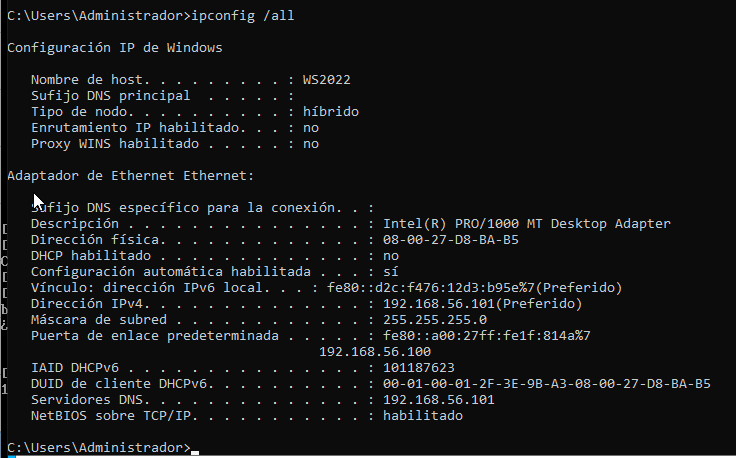 C:\Users\Administrador>ipconfig /all
Configuración IP de Windows
Nombre de host. . . . . . . . . : WS2022
Sufijo DNS principal  . . . . . :
Tipo de nodo. . . . . . . . . . : híbrido
Enrutamiento IP habilitado. . . : no
Proxy WINS habilitado . . . . . : no
Adaptador de Ethernet Ethernet:
Sufijo DNS específico para la conexión. . :
Descripción . . . . . . . . . . . . . . . : Intel(R) PRO/1000 MT Desktop Adapter
Dirección física. . . . . . . . . . . . . : 08-00-27-D8-BA-B5
DHCP habilitado . . . . . . . . . . . . . : no
Configuración automática habilitada . . . : sí
Vínculo: dirección IPv6 local. . . : fe80::d2c:f476:12d3:b95e%7(Preferido)
Dirección IPv4. . . . . . . . . . . . . . : 192.168.56.101(Preferido)
Máscara de subred . . . . . . . . . . . . : 255.255.255.0
Puerta de enlace predeterminada . . . . . : fe80::a00:27ff:fe1f:814a%7
192.168.56.100
IAID DHCPv6 . . . . . . . . . . . . . . . : 101187623
DUID de cliente DHCPv6. . . . . . . . . . : 00-01-00-01-2F-3E-9B-A3-08-00-27-D8-BA-B5
Servidores DNS. . . . . . . . . . . . . . : 192.168.56.101
NetBIOS sobre TCP/IP. . . . . . . . . . . : habilitado
C:\Users\Administrador>